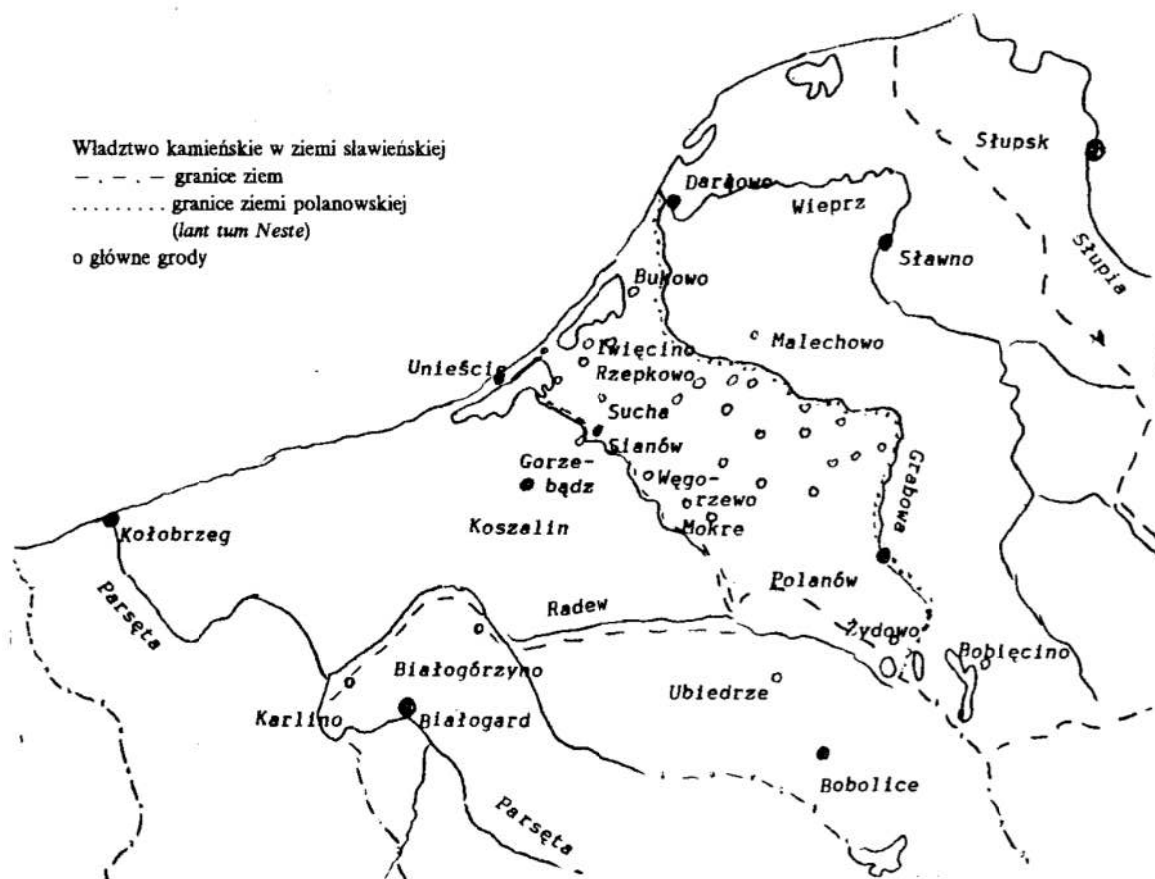 Władztwo kamieńskie w ziemi sławieńskiej
— . — . — granice ziem
. . . . . . . . . granice ziemi polanowskiej
(lant tum Neste)
o główne grody
Słupsk
Darłowo
Wieprz
Sławno
Słupia
Bukowo
Malechowo
Iwięcino
Unieście
Rzepkowo
Sucha
Sianów
Gorze-
bądz
Węgo-
rzewo
Grabowa
Kołobrzeg
Koszalin
Mokre
Polanów
Parsęta
Radew
Żydowo
Bobięcino
Białogórzyno
Ubiedrze
Karlino
Białogard
Bobolice
Parsęta